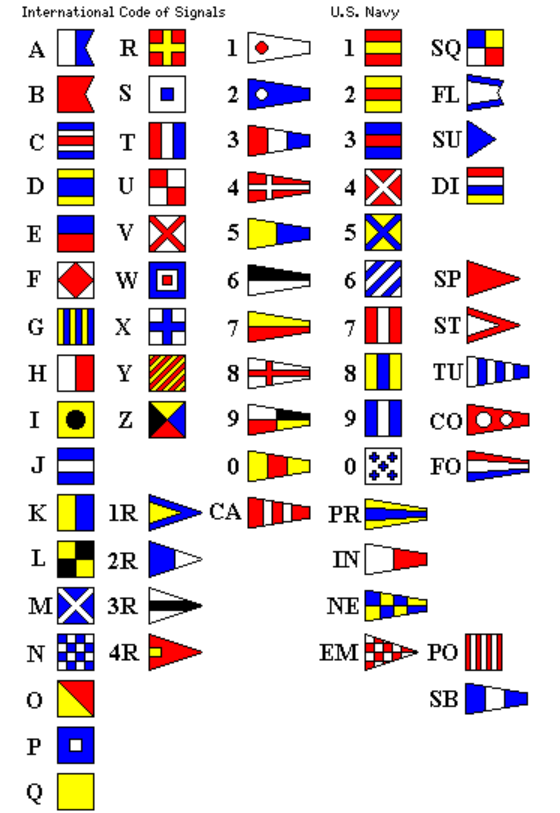 International Code of Signals U.S. Navy
A R 1 1 SQ
B S 2 2 FL
C T 3 3 SU
D U 4 4 DI
E V 5 5
F W 6 6 SP
G X 7 7 ST
H Y 8 8 TU
I Z 9 9 CO
J 0 0 FO
K 1R CA PR
L 2R IN
M 3R NE
N 4R EM PO
O SB
P
Q